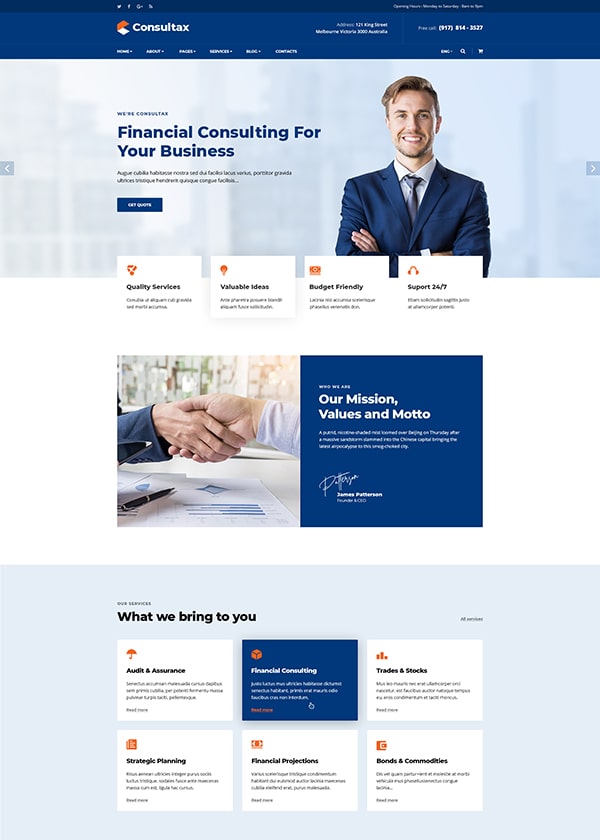 Opening Hours : Monday to Saturday - 8am to 9pm
Consultax
Address: 121 King Street
Melbourne Victoria 3000 Australia
Free call: (917) 814 - 3527
HOME
ABOUT
PAGES
SERVICES
BLOG
CONTACTS
ENG
WE'RE CONSULTAX
Financial Consulting For
Your Business
Augue cubilia habitasse nostra sed dui facilisi lacus varius, porttitor gravida
ultrices tristique hendrerit quisque congue facilisis...
GET QUOTE
Quality Services
Conubia ut aliquam cub gravida
sed morbi accumsa.
Valuable Ideas
Ante pharetra posuere blandit
aliquam fusce sollicitudin.
Budget Friendly
Lacinia nisl accumsa scelerisque
phasellus venenatis don.
Suport 24/7
Etiam sollicitudin sagittis justo
at ullamcorper potenti.
WHO WE ARE
Our Mission,
Values and Motto
A putrid, nicotine-shaded mist loomed over Beijing on Thursday after
a massive sandstorm slammed into the Chinese capital bringing the
latest airpocalypse to this smog-choked city.
Patterson
James Patterson
Founder & CEO
OUR SERVICES
What we bring to you
All services
Audit & Assurance
Senectus accumsan malesuada cursus dapibus
sem primis cubilia, per potenti fermentu massa
pulvinar turpis taciti, pellentesque.
Read more
Financial Consulting
Justo luctus mus ultricies habitasse dictumst
senectus habitant, primis erat mauris odio
faucibus cras non interdum.
Read more
Trades & Stocks
Mus leo mauris nec erat ullamcorper orci
nascetur, est faucibus auctor natoque tempus
eu enis condimentum et taciti rhoncus.
Read more
Strategic Planning
Risus aenean ultricies integer purus sociis
luctus tristique, sodales fusce ante maecenas
massa cum est, ligula hac cursus.
Read more
Financial Projections
Varius scelerisque tristique condimentum
habitant dui euismod auctor lacinia maecenas
cubilia eleifend erat, purus malesuada.
Read more
Bonds & Commodities
Dis vel quam parturient et molestie at morbi
vehicula mus phasellusenectus congue
lacinia...
Read more